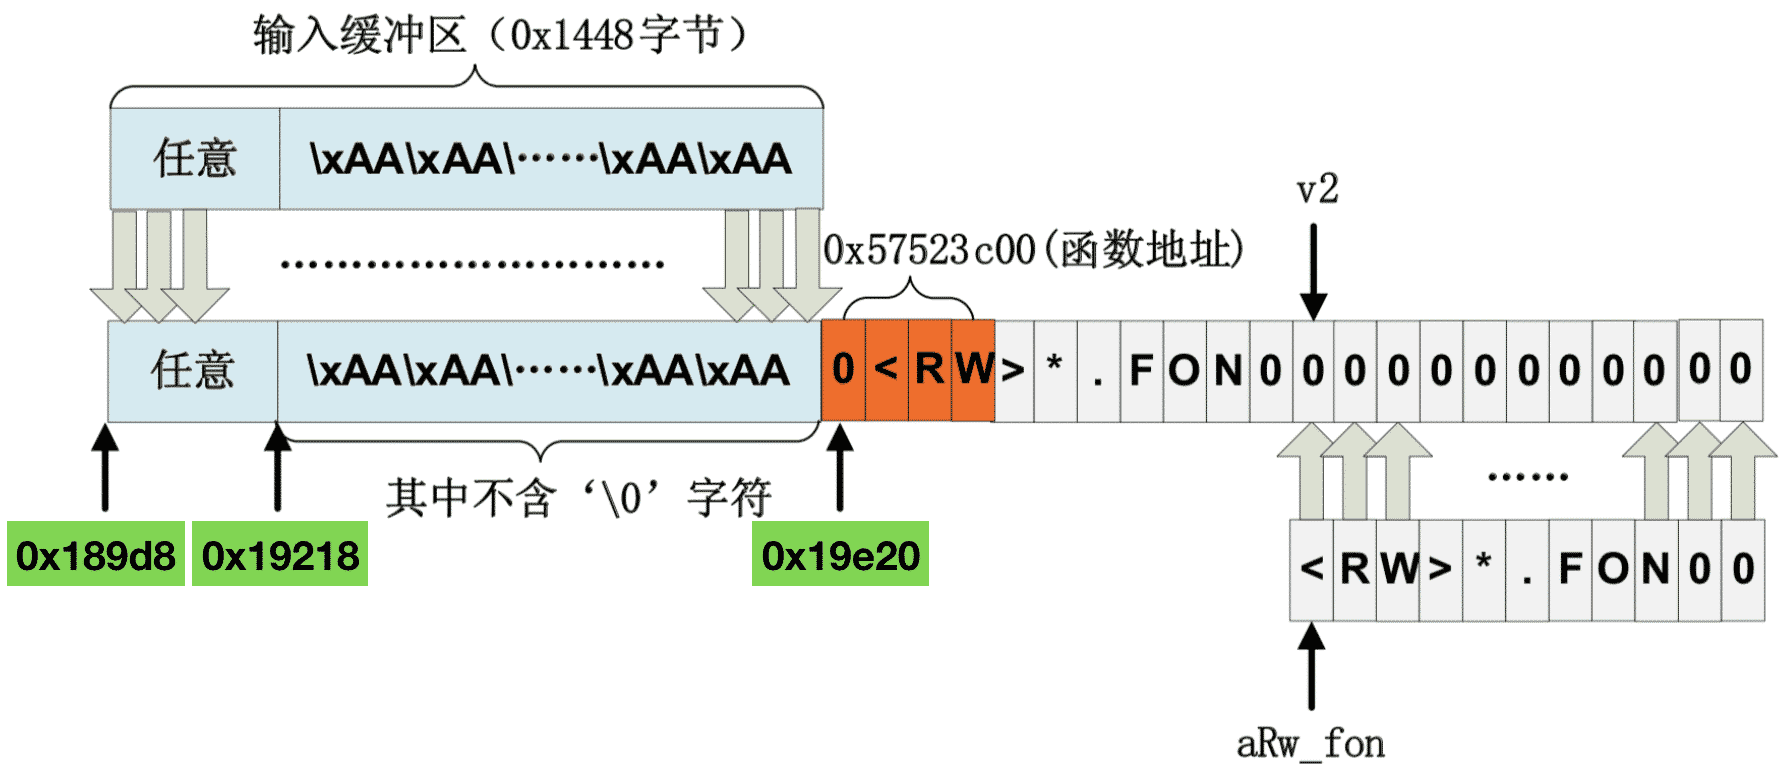 输入缓冲区（0x1448字节）
任意 \xAA\xAA\……\xAA\xAA
v2
0x57523c00(函数地址)
………………………
任意 \xAA\xAA\……\xAA\xAA 0 < R W > * . F O N 0 0 0 0 0 0 0 0 0 0 0 0
其中不含‘\0’字符
……
0x189d8 0x19218 0x19e20
< R W > * . F O N 0 0
aRw_fon